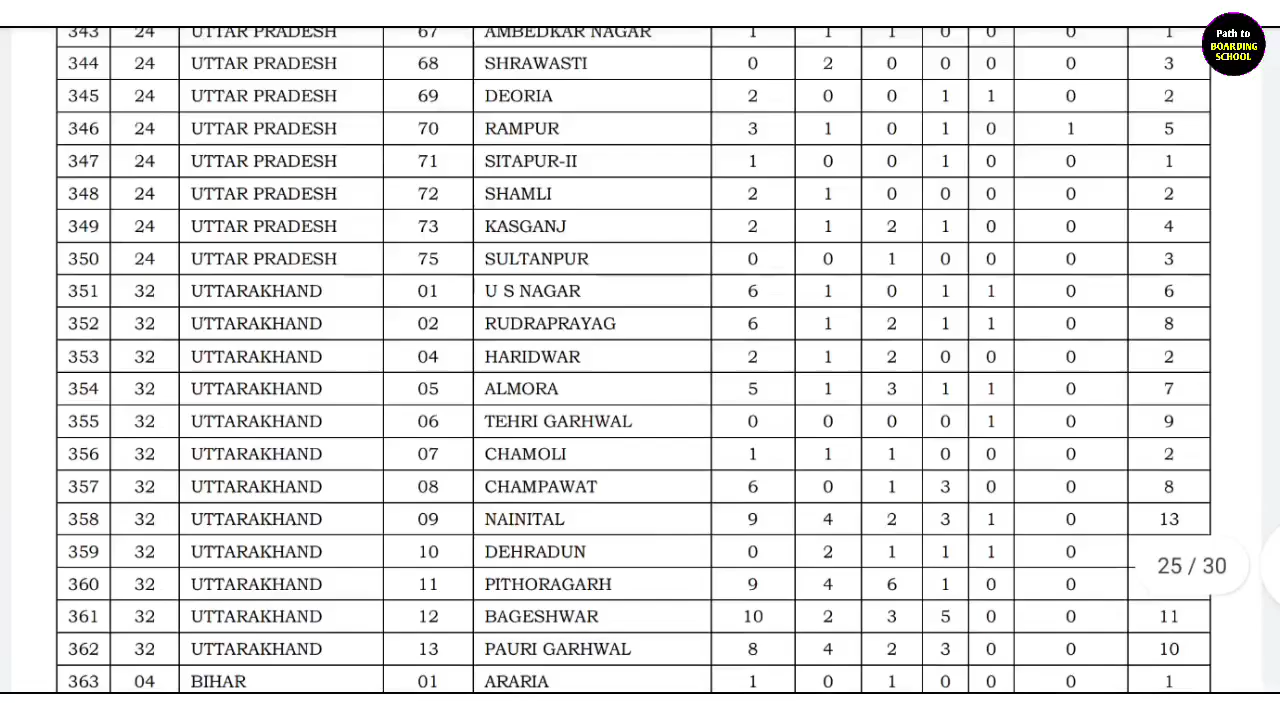 Path to
BOARDING
SCHOOL
343 24 UTTAR PRADESH 67 AMBEDKAR NAGAR 1 1 1 0 0 0 1
344 24 UTTAR PRADESH 68 SHRAWASTI 0 2 0 0 0 0 3
345 24 UTTAR PRADESH 69 DEORIA 2 0 0 1 1 0 2
346 24 UTTAR PRADESH 70 RAMPUR 3 1 0 1 0 1 5
347 24 UTTAR PRADESH 71 SITAPUR-II 1 0 0 1 0 0 1
348 24 UTTAR PRADESH 72 SHAMLI 2 1 0 0 0 0 2
349 24 UTTAR PRADESH 73 KASGANJ 2 1 2 1 0 0 4
350 24 UTTAR PRADESH 75 SULTANPUR 0 0 1 0 0 0 3
351 32 UTTARAKHAND 01 U S NAGAR 6 1 0 1 1 0 6
352 32 UTTARAKHAND 02 RUDRAPRAYAG 6 1 2 1 1 0 8
353 32 UTTARAKHAND 04 HARIDWAR 2 1 2 0 0 0 2
354 32 UTTARAKHAND 05 ALMORA 5 1 3 1 1 0 7
355 32 UTTARAKHAND 06 TEHRI GARHWAL 0 0 0 0 1 0 9
356 32 UTTARAKHAND 07 CHAMOLI 1 1 1 0 0 0 2
357 32 UTTARAKHAND 08 CHAMPAWAT 6 0 1 3 0 0 8
358 32 UTTARAKHAND 09 NAINITAL 9 4 2 3 1 0 13
359 32 UTTARAKHAND 10 DEHRADUN 0 2 1 1 1 0
25 / 30
360 32 UTTARAKHAND 11 PITHORAGARH 9 4 6 1 0 0
361 32 UTTARAKHAND 12 BAGESHWAR 10 2 3 5 0 0 11
362 32 UTTARAKHAND 13 PAURI GARHWAL 8 4 2 3 0 0 10
363 04 BIHAR 01 ARARIA 1 0 1 0 0 0 1